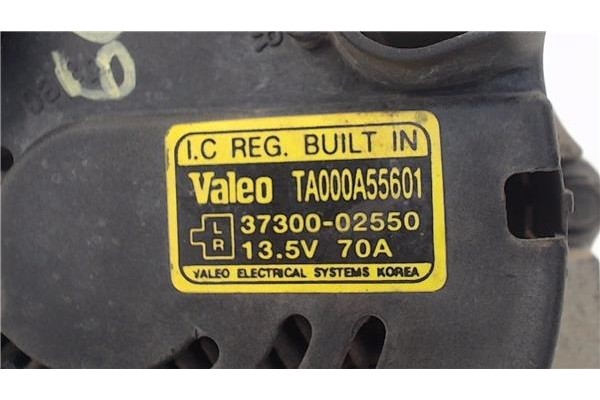 I.C REG. BUILT IN
Valeo TA000A55601
L 37300-02550
R 13.5V 70A
VALEO ELECTRICAL SYSTEMS KOREA